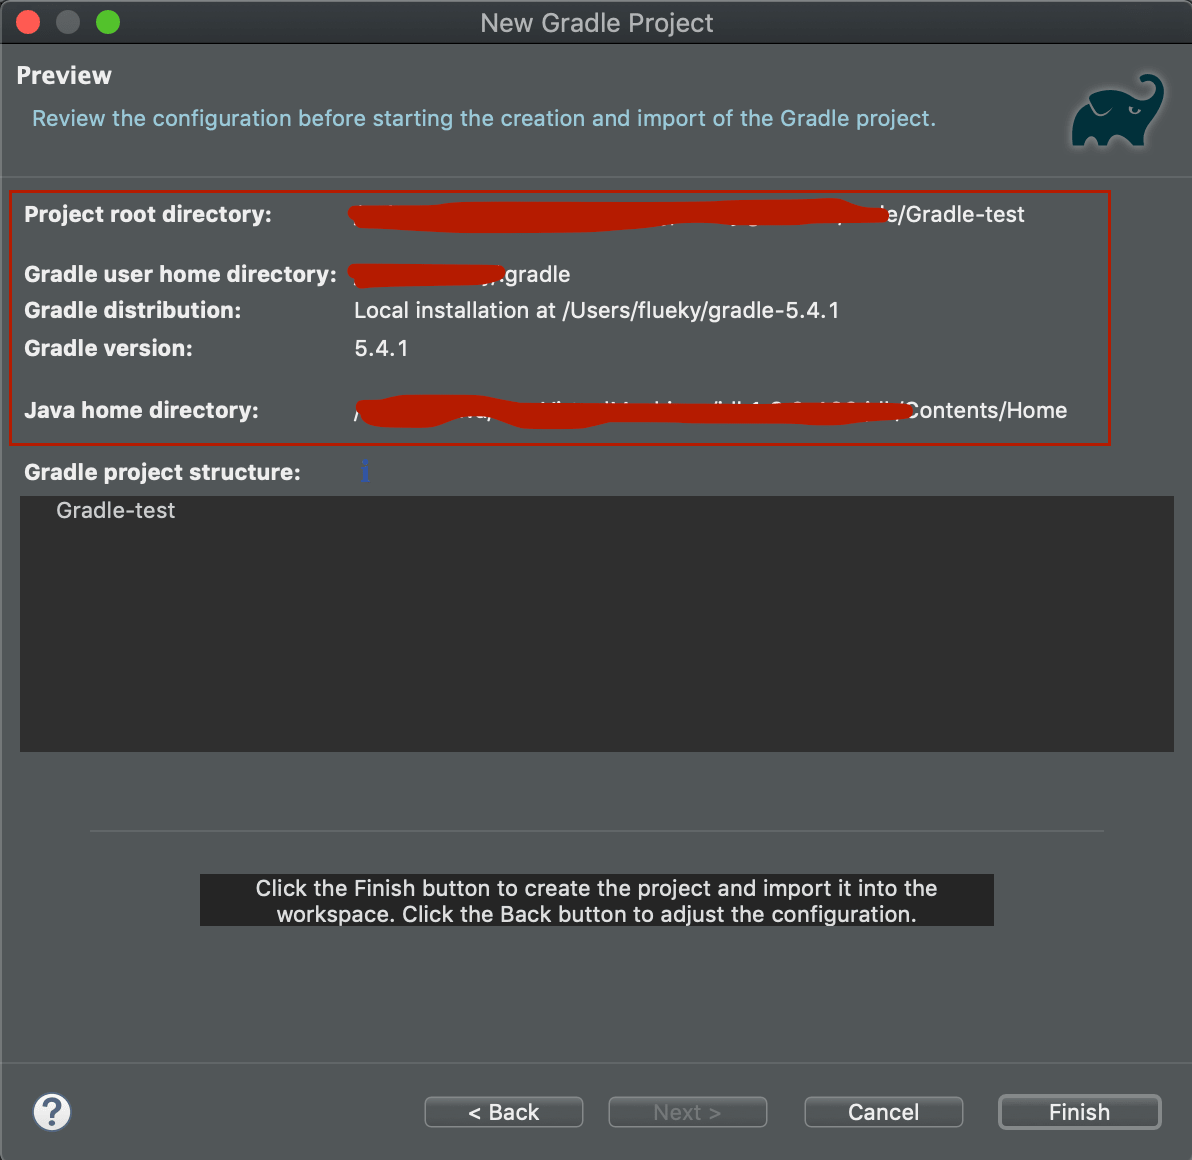 New Gradle Project
Preview
Review the configuration before starting the creation and import of the Gradle project.
Project root directory: e/Gradle-test
Gradle user home directory: .gradle
Gradle distribution: Local installation at /Users/flueky/gradle-5.4.1
Gradle version: 5.4.1
Java home directory: /Contents/Home
Gradle project structure:
Gradle-test
Click the Finish button to create the project and import it into the
workspace. Click the Back button to adjust the configuration.
?
< Back Next > Cancel Finish